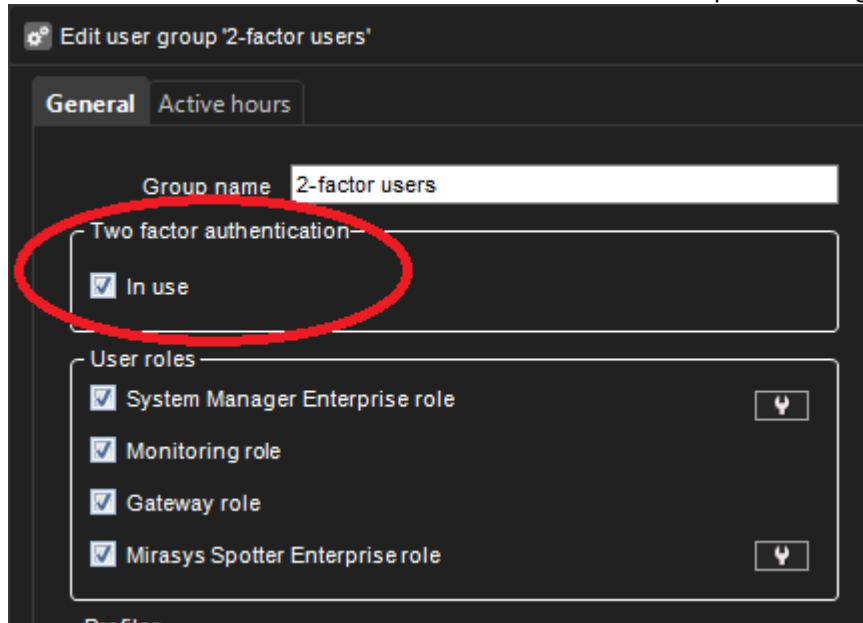 Edit user group '2-factor users'
General Active hours
Group name 2-factor users
Two factor authentication
In use
User roles
System Manager Enterprise role
Monitoring role
Gateway role
Mirasys Spotter Enterprise role